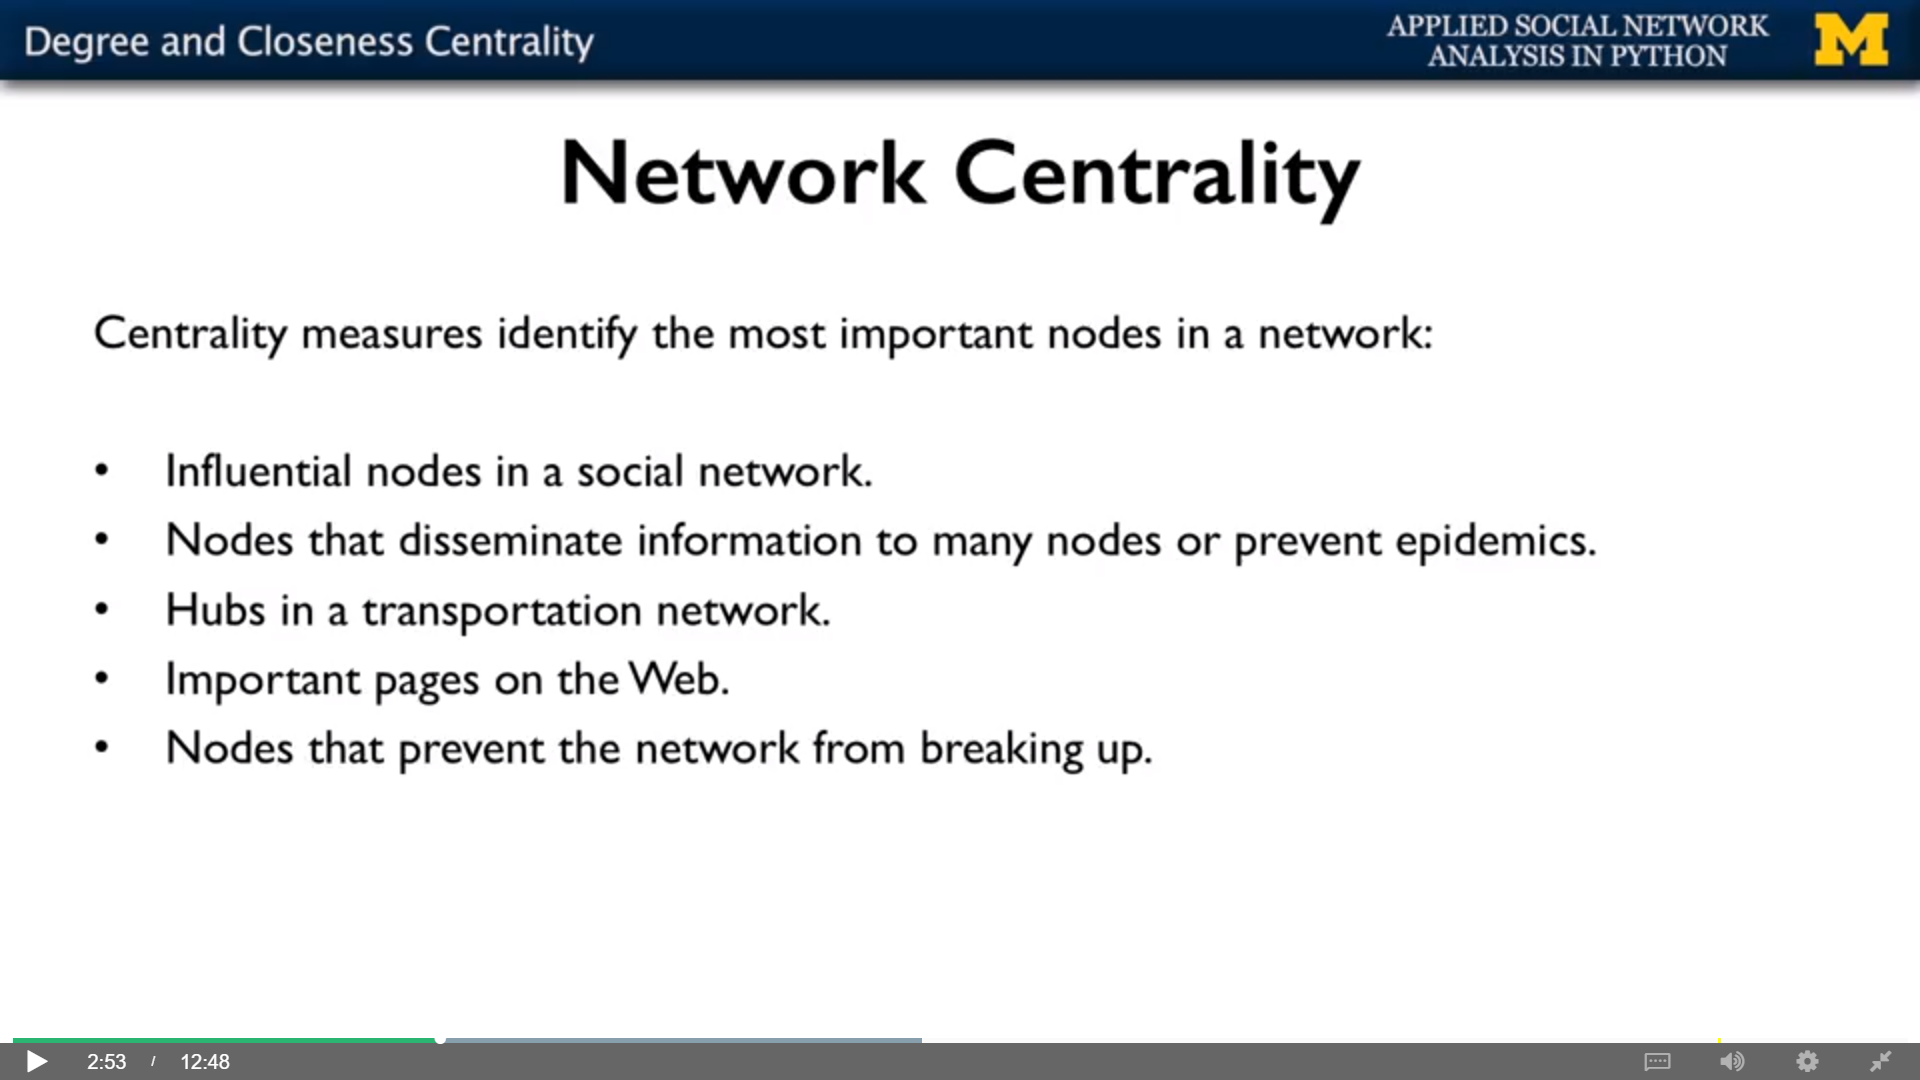 Degree and Closeness Centrality
APPLIED SOCIAL NETWORK
ANALYSIS IN PYTHON
M
Network Centrality
Centrality measures identify the most important nodes in a network:
• Influential nodes in a social network.
• Nodes that disseminate information to many nodes or prevent epidemics.
• Hubs in a transportation network.
• Important pages on the Web.
• Nodes that prevent the network from breaking up.
2:53 / 12:48